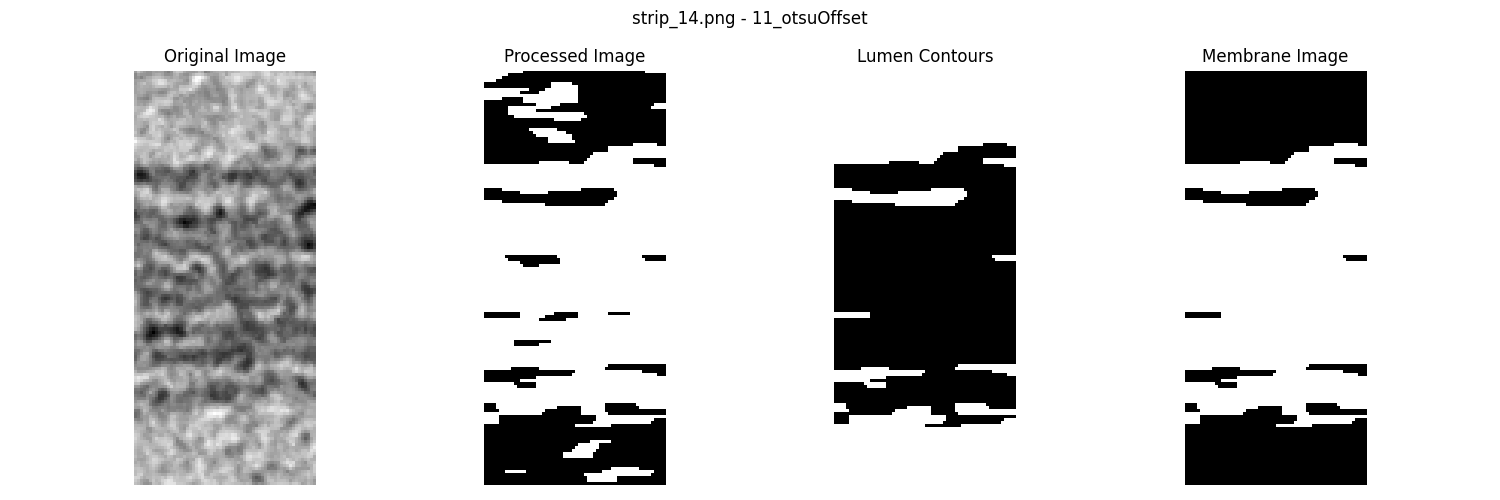 strip_14.png - 11_otsuOffset
Original Image
Processed Image
Lumen Contours
Membrane Image